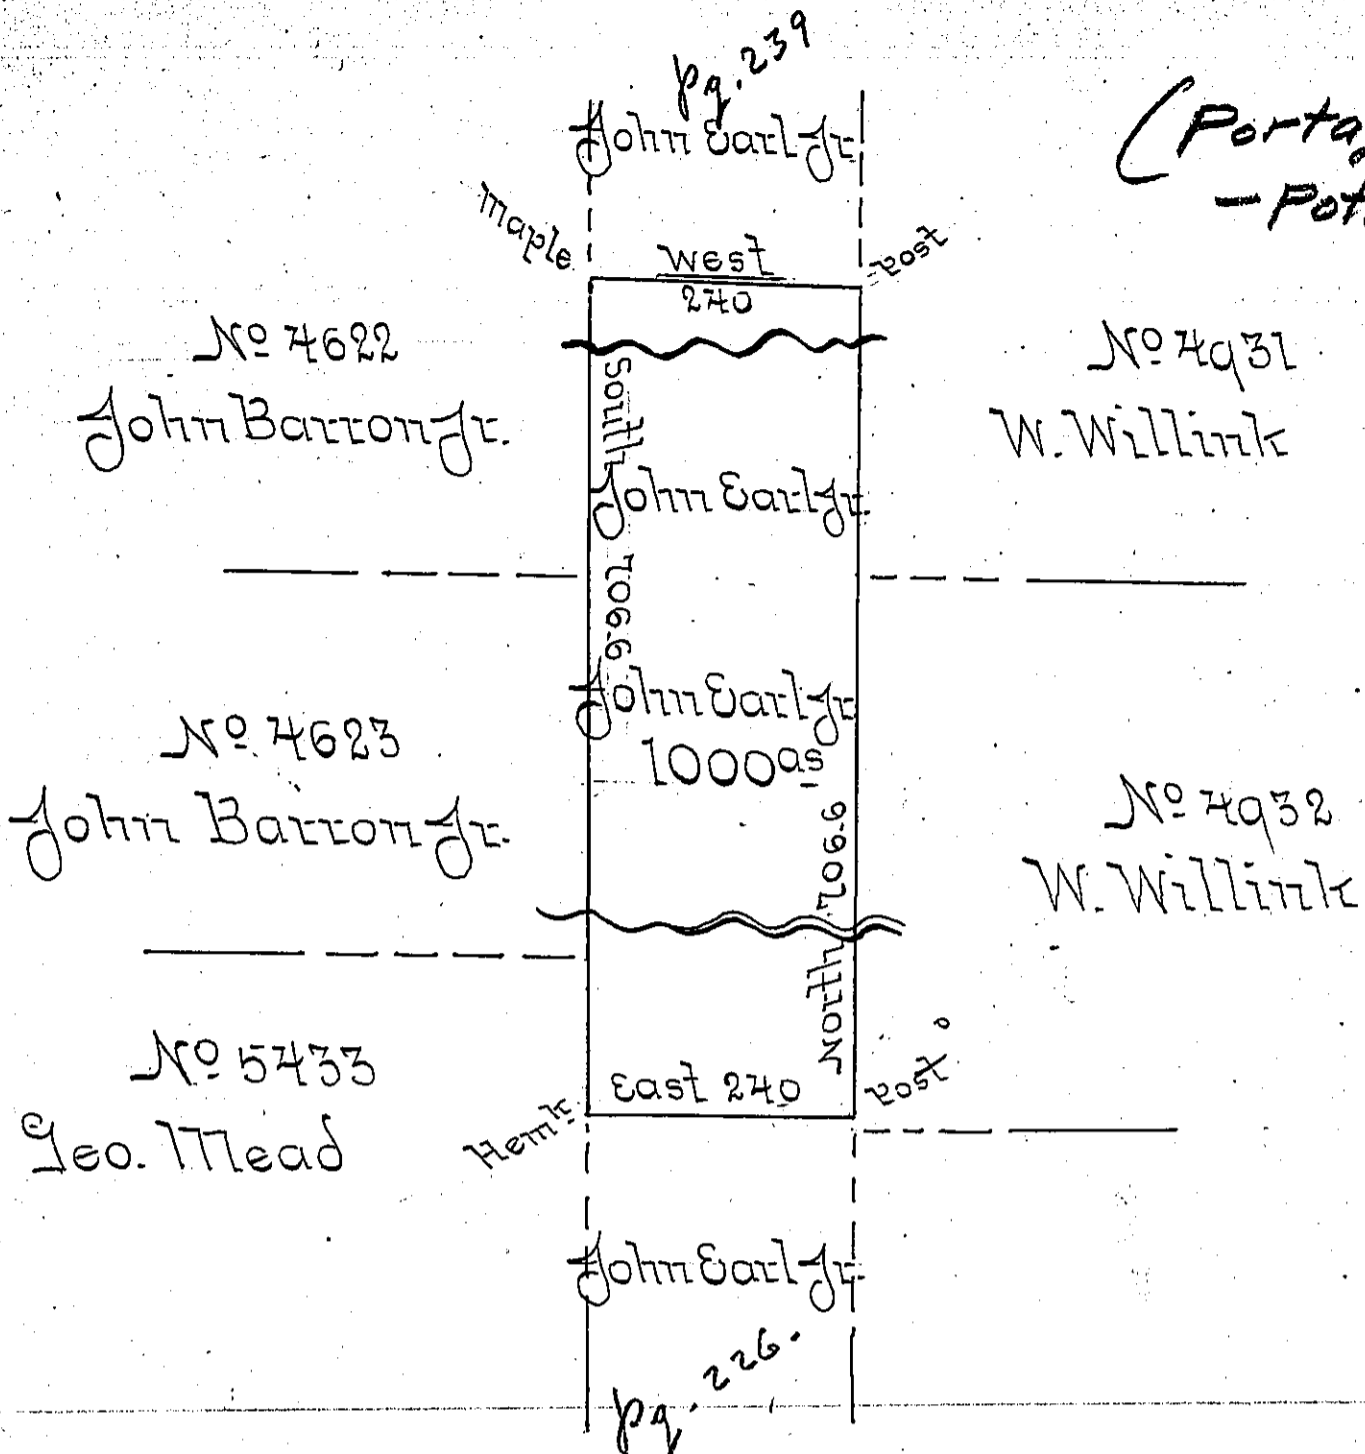 pg. 239
John Earl Jr.
(Porta
- Pot
Maple
West
Post
240
No 4622
John Barron Jr.
South 706.6
No 4931
W. Willink
John Earl Jr.
John Earl Jr.
1000 as
No 4623
John Barron Jr.
North 706.6
No 4932
W. Willink
No 5433
Geo. Mead
East 240
Post
Hemk
John Earl Jr.
pg. 226.